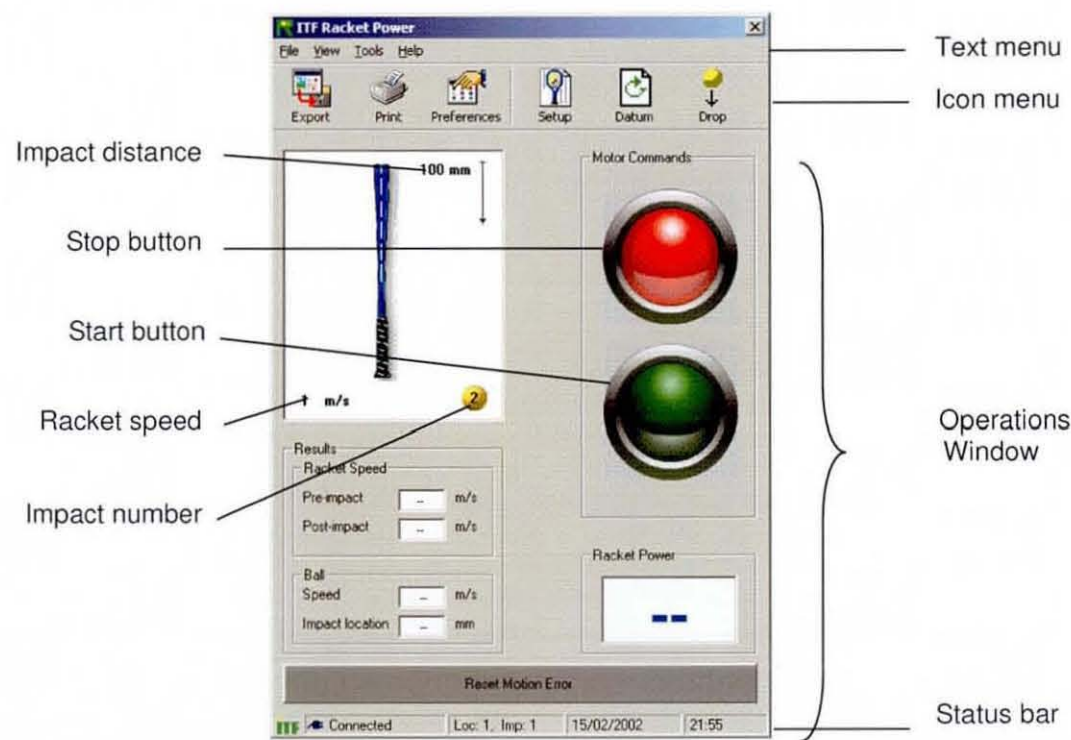 ITF Racket Power
File View Tools Help
Export Print Preferences Setup Datum Drop
Text menu
Icon menu
Impact distance
100 mm
Motor Commands
Stop button
Start button
Racket speed
m/s
2
Impact number
Operations
Window
Results
Racket Speed
Pre-impact -- m/s
Post-impact -- m/s
Ball
Speed -- m/s
Impact location -- mm
Racket Power
--
Reset Motion Error
ITF Connected Loc: 1, Imp: 1 15/02/2002 21:55
Status bar